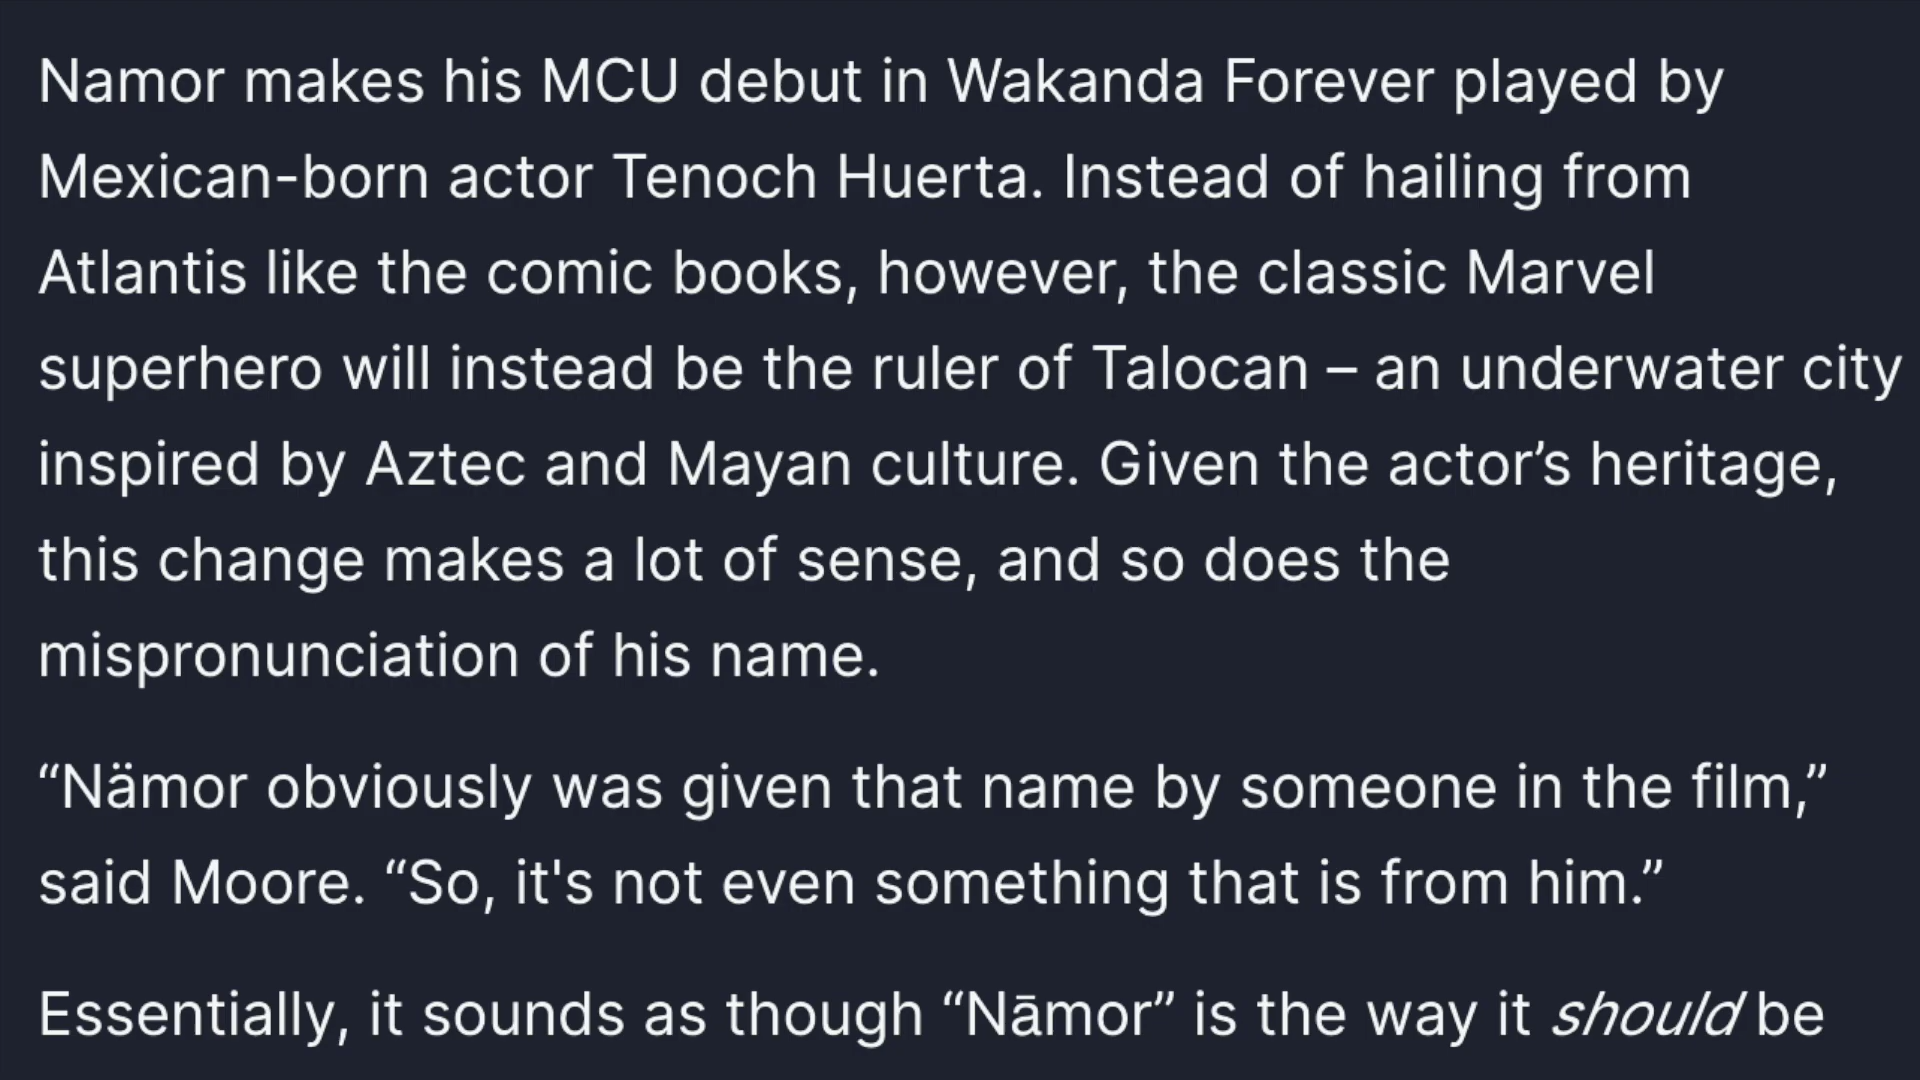 Namor makes his MCU debut in Wakanda Forever played by
Mexican-born actor Tenoch Huerta. Instead of hailing from
Atlantis like the comic books, however, the classic Marvel
superhero will instead be the ruler of Talocan – an underwater city
inspired by Aztec and Mayan culture. Given the actor’s heritage,
this change makes a lot of sense, and so does the
mispronunciation of his name.
“Nämor obviously was given that name by someone in the film,”
said Moore. “So, it's not even something that is from him.”
Essentially, it sounds as though “Nāmor” is the way it should be